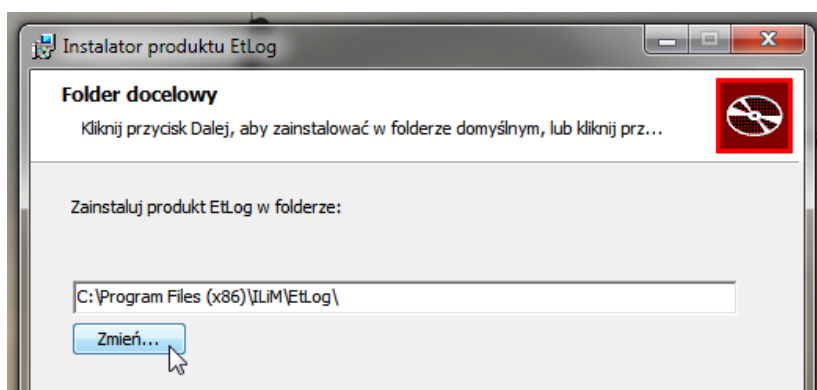 Instalator produktu EtLog
Folder docelowy
Kliknij przycisk Dalej, aby zainstalować w folderze domyślnym, lub kliknij prz...
Zainstaluj produkt EtLog w folderze:
C:\Program Files (x86)\ILiM\EtLog\
Zmień...